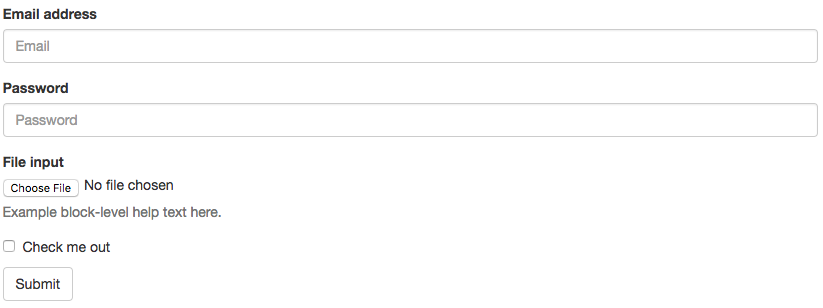 Email address
Email
Password
Password
File input
Choose File No file chosen
Example block-level help text here.
Check me out
Submit